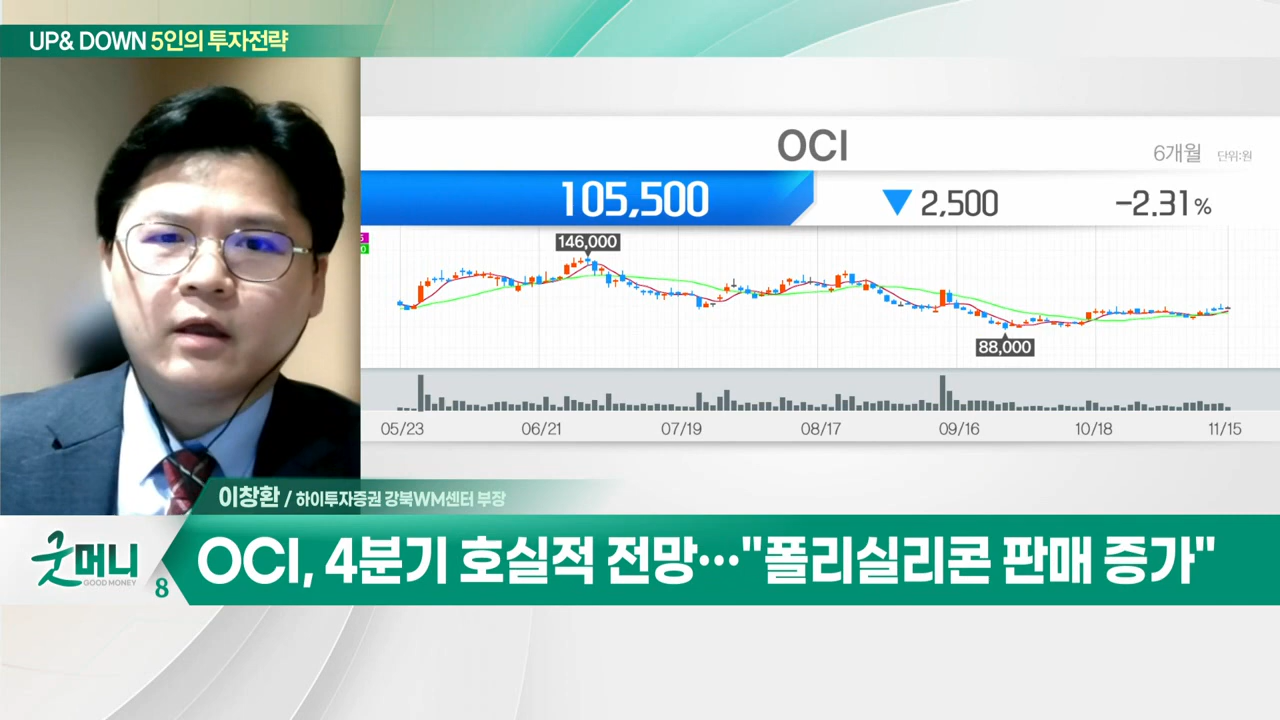 UP& DOWN 5인의 투자전략
OCI
6개월 단위:원
105,500 ▼ 2,500 -2.31%
146,000
88,000
05/23 06/21 07/19 08/17 09/16 10/18 11/15
이창환 / 하이투자증권 강북WM센터 부장
굿머니
GOOD MONEY
8
OCI, 4분기 호실적 전망…"폴리실리콘 판매 증가"